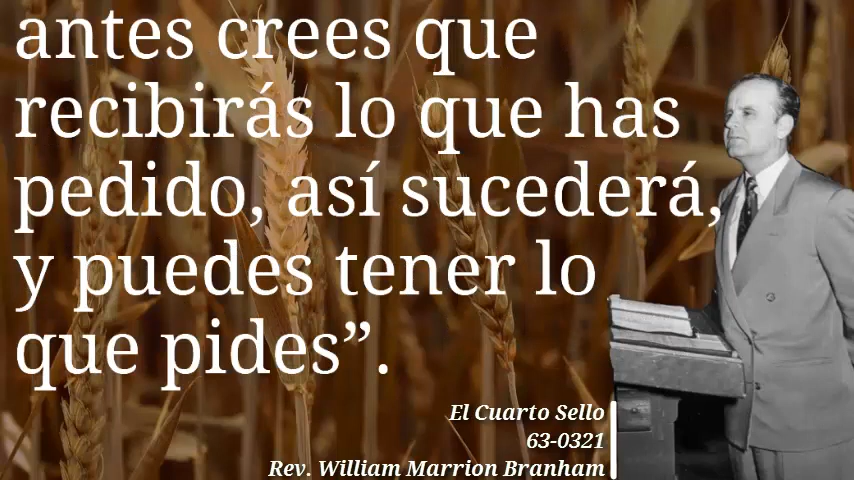 antes crees que
recibirás lo que has
pedido, así sucederá,
y puedes tener lo
que pides”.
El Cuarto Sello
63-0321
Rev. William Marrion Branham